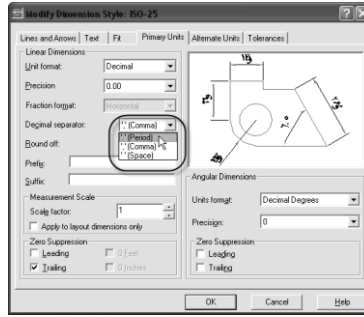 Modify Dimension Style: ISO-25
Lines and Arrows
Text
Fit
Primary Units
Alternate Units
Tolerances
Linear Dimensions
Unit format:
Decimal
Precision
0.00
Fraction format:
Horizontal
Decimal separator:
',' (Comma)
'.' (Period)
',' (Comma)
' ' (Space)
Round off:
Prefix:
Suffix:
Measurement Scale
Scale factor:
1
Apply to layout dimensions only
Zero Suppression
Leading
0 Feet
Trailing
0 Inches
Angular Dimensions
Units format:
Decimal Degrees
Precision:
0
Zero Suppression
Leading
Trailing
OK
Cancel
Help